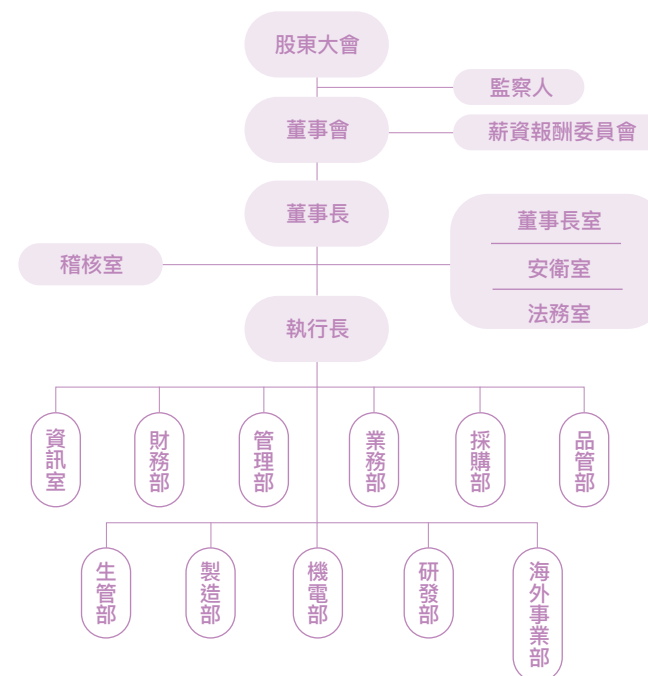 股東大會
監察人
董事會
薪資報酬委員會
董事長
董事長室
稽核室
安衛室
法務室
執行長
資訊室
財務部
管理部
業務部
採購部
品管部
生管部
製造部
機電部
研發部
海外事業部